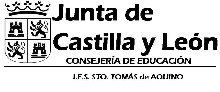 Junta de
Castilla y León
CONSEJERÍA DE EDUCACIÓN
I.E.S. STO. TOMÁS de AQUINO